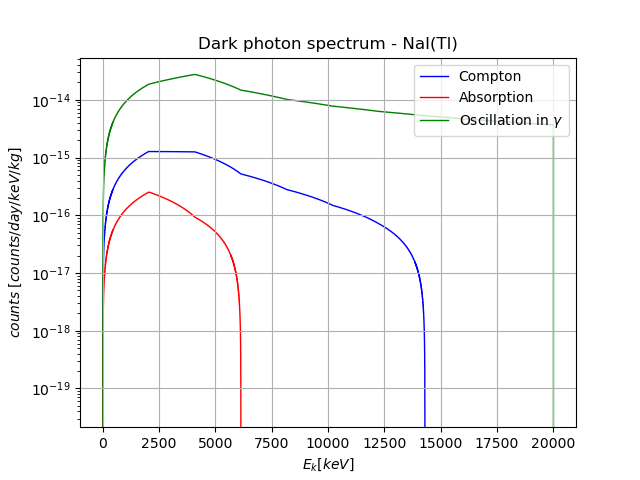 Dark photon spectrum - NaI(Tl)
Compton
Absorption
Oscillation in γ
counts [counts/day/keV/kg]
10⁻¹⁴
10⁻¹⁵
10⁻¹⁶
10⁻¹⁷
10⁻¹⁸
10⁻¹⁹
0 2500 5000 7500 10000 12500 15000 17500 20000
E_k[keV]